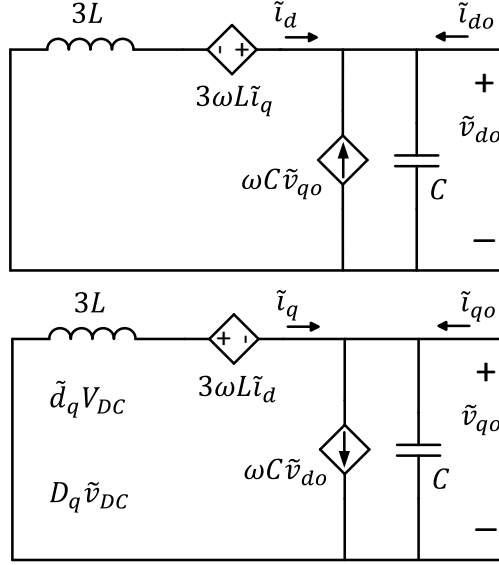 3L
ĩ_d
ĩ_do
- +
3ωLĩ_q
+
ṽ_do
ωCṽ_qo
C
−
3L
ĩ_q
ĩ_qo
+ -
3ωLĩ_d
+
d̃_qV_DC
ṽ_qo
ωCṽ_do
C
D_qṽ_DC
−